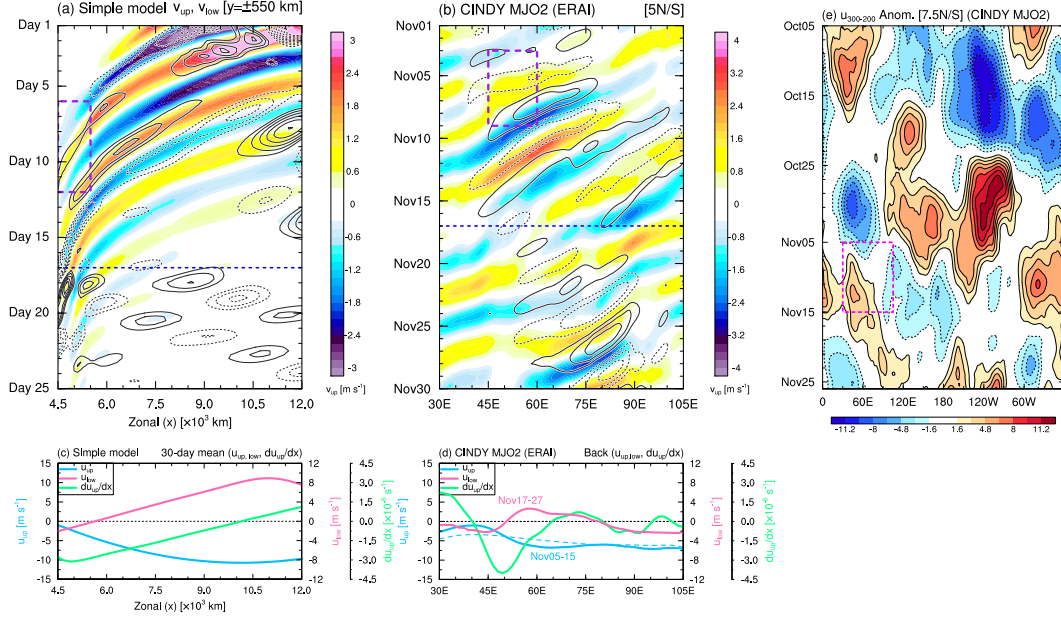 (a) Simple model v_up, v_low [y=±550 km]
Day 1
Day 5
Day 10
Day 15
Day 20
Day 25
4.5
6.0
7.5
9.0
10.5
12.0
Zonal (x) [×10³ km]
3
2.4
1.8
1.2
0.6
0
−0.6
−1.2
−1.8
−2.4
−3
v_up [m s⁻¹]
(b) CINDY MJO2 (ERAI) [5N/S]
Nov01
Nov05
Nov10
Nov15
Nov20
Nov25
Nov30
30E
45E
60E
75E
90E
105E
4
3.2
2.4
1.6
0.8
0
−0.8
−1.6
−2.4
−3.2
−4
v_up [m s⁻¹]
(e) u₃₀₀₋₂₀₀ Anom. [7.5N/S] (CINDY MJO2)
Oct05
Oct15
Oct25
Nov05
Nov15
Nov25
0
60E
120E
180
120W
60W
0
−11.2
−8
−4.8
−1.6
1.6
4.8
8
11.2
(c) SImple model 30-day mean (u_up, low, du_up/dx)
u_up
u_low
du_up/dx
15
10
5
0
−5
−10
−15
u_up [m s⁻¹]
12
8
4
0
−4
−8
−12
u_low [m s⁻¹]
4.5
3.0
1.5
0.0
−1.5
−3.0
−4.5
du_up/dx [×10⁻⁶ s⁻¹]
4.5
6.0
7.5
9.0
10.5
12.0
Zonal (x) [×10³ km]
(d) CINDY MJO2 (ERAI) Back (u_up,low, du_up/dx)
u_up
u_low
du_up/dx
Nov17-27
Nov05-15
15
10
5
0
−5
−10
−15
u_up [m s⁻¹]
12
8
4
0
−4
−8
−12
u_low [m s⁻¹]
4.5
3.0
1.5
0.0
−1.5
−3.0
−4.5
du_up/dx [×10⁻⁶ s⁻¹]
30E
45E
60E
75E
90E
105E